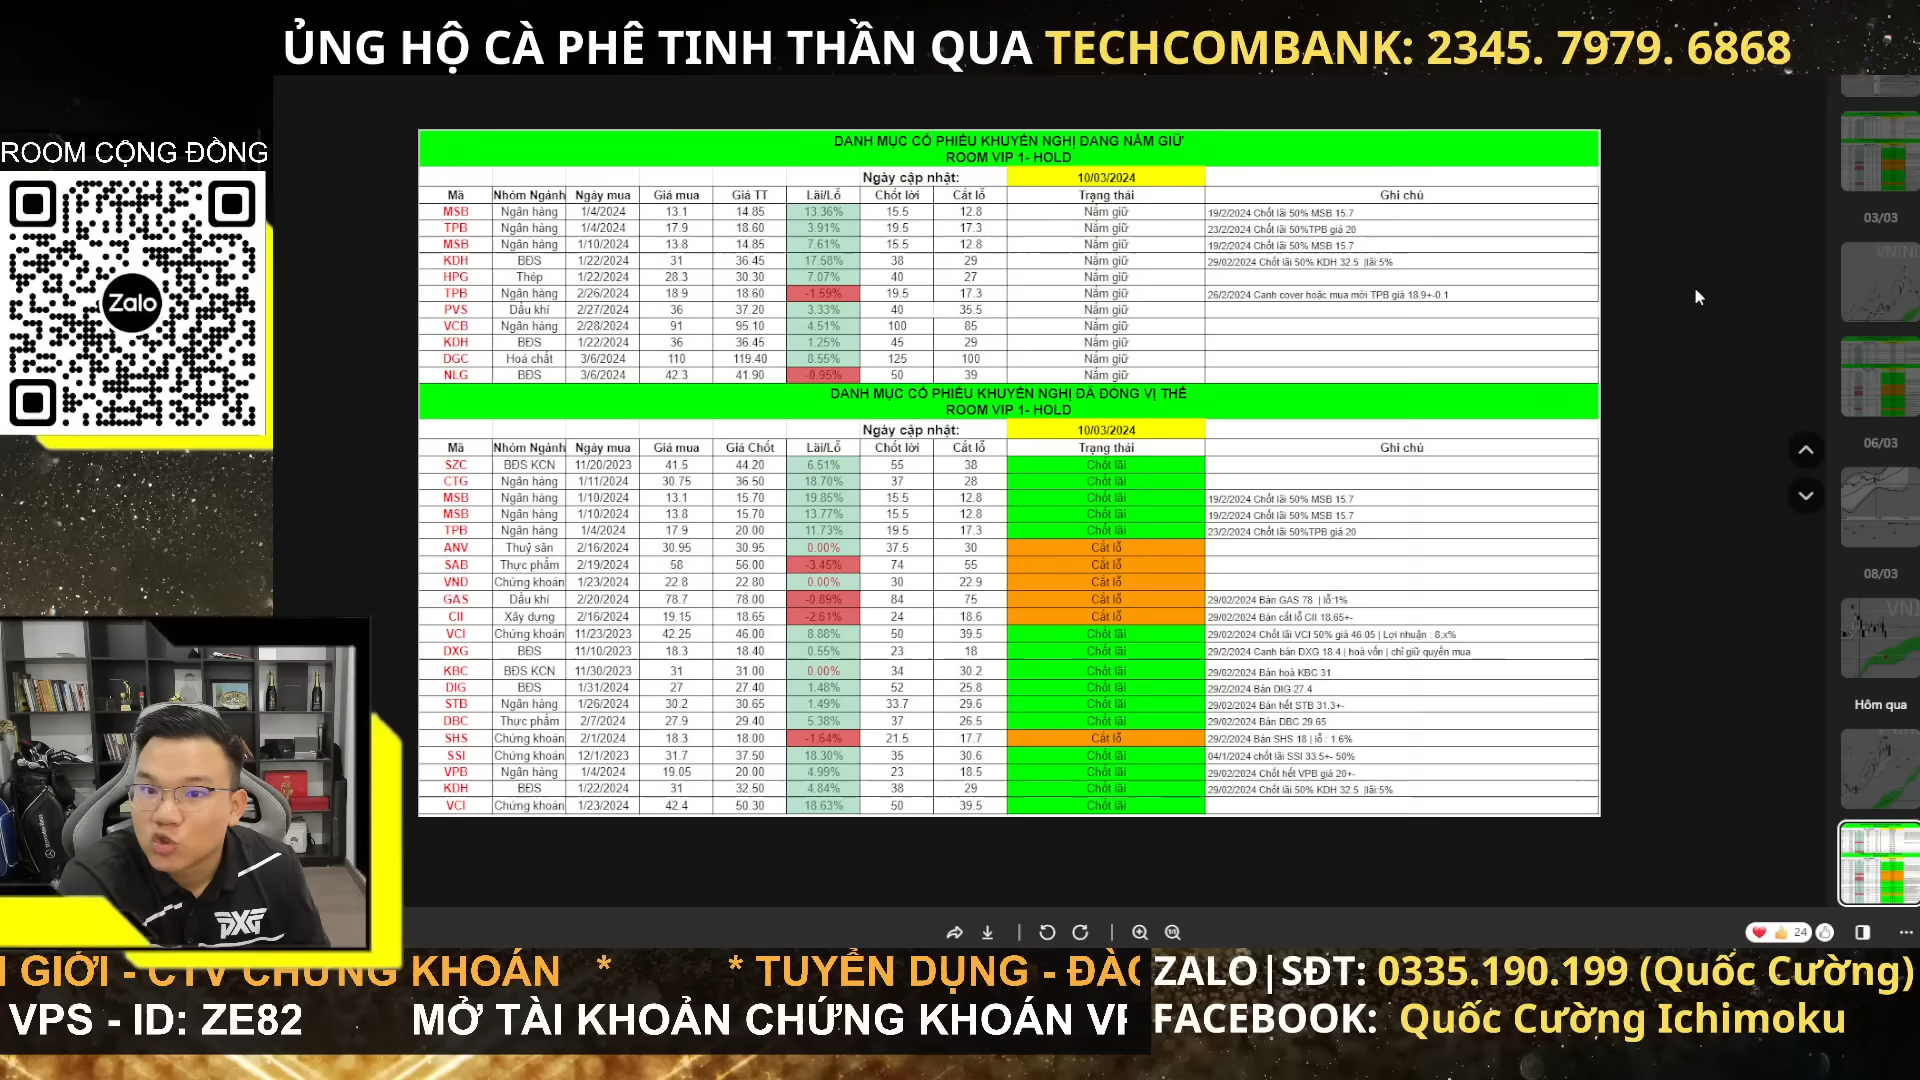 ỦNG HỘ CÀ PHÊ TINH THẦN QUA TECHCOMBANK: 2345. 7979. 6868
ROOM CỘNG ĐỒNG
Zalo
DANH MỤC CỔ PHIẾU KHUYẾN NGHỊ ĐANG NẮM GIỮ
ROOM VIP 1- HOLD
Ngày cập nhật: 10/03/2024
Mã Nhóm Ngành Ngày mua Giá mua Giá TT Lãi/Lỗ Chốt lời Cắt lỗ Trạng thái Ghi chú
MSB Ngân hàng 1/4/2024 13.1 14.85 13.36% 15.5 12.8 Nắm giữ 19/2/2024 Chốt lãi 50% MSB 15.7
TPB Ngân hàng 1/4/2024 17.9 18.60 3.91% 19.5 17.3 Nắm giữ 23/2/2024 Chốt lãi 50%TPB giá 20
MSB Ngân hàng 1/10/2024 13.8 14.85 7.61% 15.5 12.8 Nắm giữ 19/2/2024 Chốt lãi 50% MSB 15.7
KDH BĐS 1/22/2024 31 36.45 17.58% 38 29 Nắm giữ 29/02/2024 Chốt lãi 50% KDH 32.5 |lãi:5%
HPG Thép 1/22/2024 28.3 30.30 7.07% 40 27 Nắm giữ
TPB Ngân hàng 2/26/2024 18.9 18.60 -1.59% 19.5 17.3 Nắm giữ 26/2/2024 Canh cover hoặc mua mới TPB giá 18.9+-0.1
PVS Dầu khí 2/27/2024 36 37.20 3.33% 40 35.5 Nắm giữ
VCB Ngân hàng 2/28/2024 91 95.10 4.51% 100 85 Nắm giữ
KDH BĐS 1/22/2024 36 36.45 1.25% 45 29 Nắm giữ
DGC Hoá chất 3/6/2024 110 119.40 8.55% 125 100 Nắm giữ
NLG BĐS 3/6/2024 42.3 41.90 -0.95% 50 39 Nắm giữ
DANH MỤC CỔ PHIẾU KHUYẾN NGHỊ ĐÃ ĐÓNG VỊ THẾ
ROOM VIP 1- HOLD
Ngày cập nhật: 10/03/2024
Mã Nhóm Ngành Ngày mua Giá mua Giá Chốt Lãi/Lỗ Chốt lời Cắt lỗ Trạng thái Ghi chú
SZC BĐS KCN 11/20/2023 41.5 44.20 6.51% 55 38 Chốt lãi
CTG Ngân hàng 1/11/2024 30.75 36.50 18.70% 37 28 Chốt lãi
MSB Ngân hàng 1/10/2024 13.1 15.70 19.85% 15.5 12.8 Chốt lãi 19/2/2024 Chốt lãi 50% MSB 15.7
MSB Ngân hàng 1/10/2024 13.8 15.70 13.77% 15.5 12.8 Chốt lãi 19/2/2024 Chốt lãi 50% MSB 15.7
TPB Ngân hàng 1/4/2024 17.9 20.00 11.73% 19.5 17.3 Chốt lãi 23/2/2024 Chốt lãi 50%TPB giá 20
ANV Thuỷ sản 2/16/2024 30.95 30.95 0.00% 37.5 30 Cắt lỗ
SAB Thực phẩm 2/19/2024 58 56.00 -3.45% 74 55 Cắt lỗ
VND Chứng khoán 1/23/2024 22.8 22.80 0.00% 30 22.9 Cắt lỗ
GAS Dầu khí 2/20/2024 78.7 78.00 -0.89% 84 75 Cắt lỗ 29/02/2024 Bán GAS 78 | lỗ:1%
CII Xây dựng 2/16/2024 19.15 18.65 -2.61% 24 18.6 Cắt lỗ 29/02/2024 Bán cắt lỗ CII 18.65+-
VCI Chứng khoán 11/23/2023 42.25 46.00 8.88% 50 39.5 Chốt lãi 29/02/2024 Chốt lãi VCI 50% giá 46.05 | Lợi nhuận : 8,x%
DXG BĐS 11/10/2023 18.3 18.40 0.55% 23 18 Chốt lãi 29/2/2024 Canh bán DXG 18.4 | hoà vốn | chỉ giữ quyền mua
KBC BĐS KCN 11/30/2023 31 31.00 0.00% 34 30.2 Chốt lãi 29/02/2024 Bán hoà KBC 31
DIG BĐS 1/31/2024 27 27.40 1.48% 52 25.8 Chốt lãi 29/2/2024 Bán DIG 27.4
STB Ngân hàng 1/26/2024 30.2 30.65 1.49% 33.7 29.6 Chốt lãi 29/02/2024 Bán hết STB 31.3+-
DBC Thực phẩm 2/7/2024 27.9 29.40 5.38% 37 26.5 Chốt lãi 29/02/2024 Bán DBC 29.65
SHS Chứng khoán 2/1/2024 18.3 18.00 -1.64% 21.5 17.7 Cắt lỗ 29/2/2024 Bán SHS 18 | lỗ : 1.6%
SSI Chứng khoán 12/1/2023 31.7 37.50 18.30% 35 30.6 Chốt lãi 04/1/2024 chốt lãi SSI 33.5+- 50%
VPB Ngân hàng 1/4/2024 19.05 20.00 4.99% 23 18.5 Chốt lãi 29/02/2024 Chốt hết VPB giá 20+-
KDH BĐS 1/22/2024 31 32.50 4.84% 38 29 Chốt lãi 29/02/2024 Chốt lãi 50% KDH 32.5 |lãi:5%
VCI Chứng khoán 1/23/2024 42.4 50.30 18.63% 50 39.5 Chốt lãi
03/03
VNIN
06/03
08/03
VNI
Hôm qua
24
PXG
GIỚI - CTV CHỨNG KHOÁN * * TUYỂN DỤNG - ĐÀO
VPS - ID: ZE82 MỞ TÀI KHOẢN CHỨNG KHOÁN
ZALO|SĐT: 0335.190.199 (Quốc Cường)
FACEBOOK: Quốc Cường Ichimoku